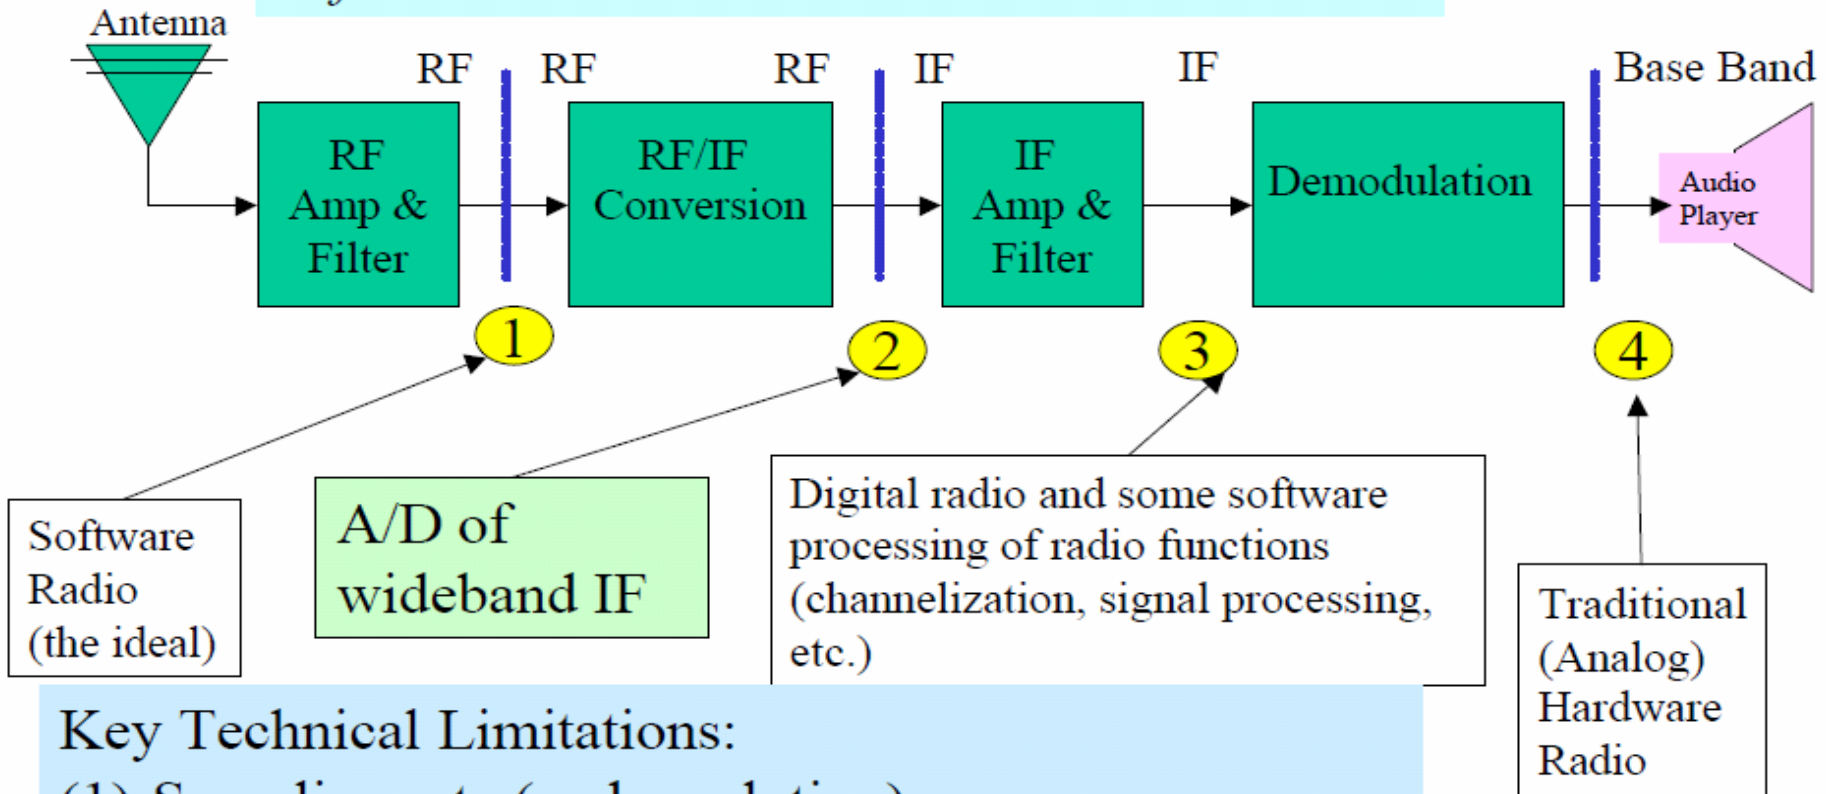 Antenna
RF
RF
RF
IF
IF
Base Band
RF
Amp &
Filter
RF/IF
Conversion
IF
Amp &
Filter
Demodulation
Audio
Player
1
2
3
4
Software
Radio
(the ideal)
A/D of
wideband IF
Digital radio and some software
processing of radio functions
(channelization, signal processing,
etc.)
Traditional
(Analog)
Hardware
Radio
Key Technical Limitations: